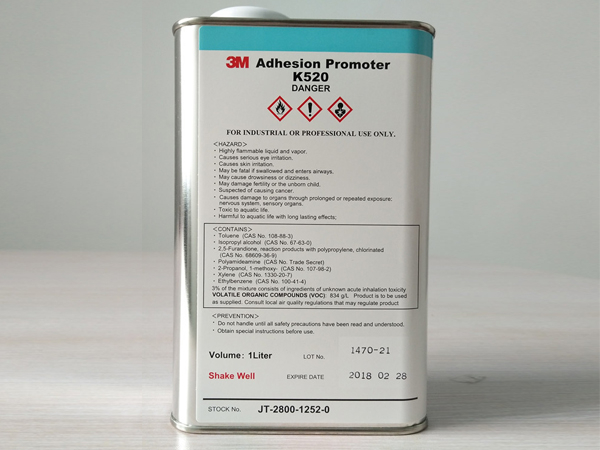 3M Adhesion Promoter
K520
DANGER
FOR INDUSTRIAL OR PROFESSIONAL USE ONLY.
<HAZARD>
· Highly flammable liquid and vapor.
· Causes serious eye irritation.
· Causes skin irritation.
· May be fatal if swallowed and enters airways.
· May cause drowsiness or dizziness.
· May damage fertility or the unborn child.
· Suspected of causing cancer.
· Causes damage to organs through prolonged or repeated exposure:
nervous system, sensory organs.
· Toxic to aquatic life.
· Harmful to aquatic life with long lasting effects;
<CONTAINS>
· Toluene (CAS No. 108-88-3)
· Isopropyl alcohol (CAS No. 67-63-0)
· 2,5-Furandione, reaction products with polypropylene, chlorinated
(CAS No. 68609-36-9)
· Polyamideamine (CAS No. Trade Secret)
· 2-Propanol, 1-methoxy- (CAS No. 107-98-2)
· Xylene (CAS No. 1330-20-7)
· Ethylbenzene (CAS No. 100-41-4)
3% of the mixture consists of ingredients of unknown acute inhalation toxicity
VOLATILE ORGANIC COMPOUNDS (VOC): 834 g/L Product is to be used
as supplied. Consult local air quality regulations that may regulate product
<PREVENTION>
· Do not handle until all safety precautions have been read and understood.
· Obtain special instructions before use.
Volume: 1Liter LOT No. 1470-21
Shake Well EXPIRE DATE 2018 02 28
STOCK No. JT-2800-1252-0